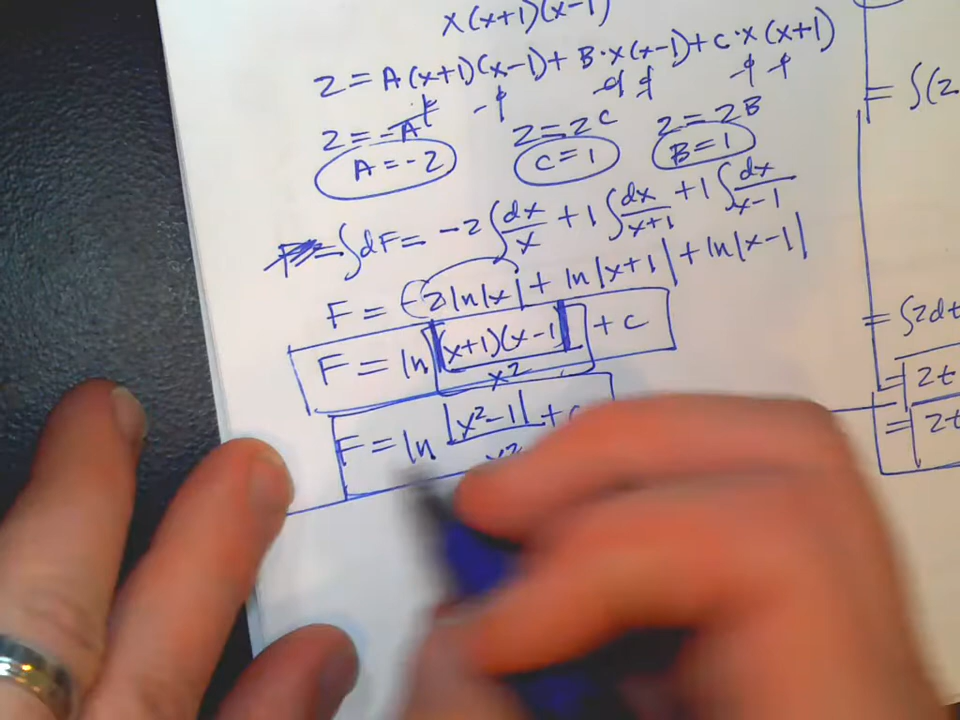 x(x+1)(x-1)
2 = A(x+1)(x-1) + B·x(x-1) + C·x(x+1)
2 = -A
2 = 2C
2 = 2B
A = -2
C = 1
B = 1
∫dF = -2∫dx/x + 1∫dx/x+1 + 1∫dx/x-1
F = -2ln|x| + ln|x+1| + ln|x-1|
F = ln |(x+1)(x-1)|/x² + c
F = ln |x²-1|/x² + c
= ∫(2
= ∫2dt
= 2t
= 2t